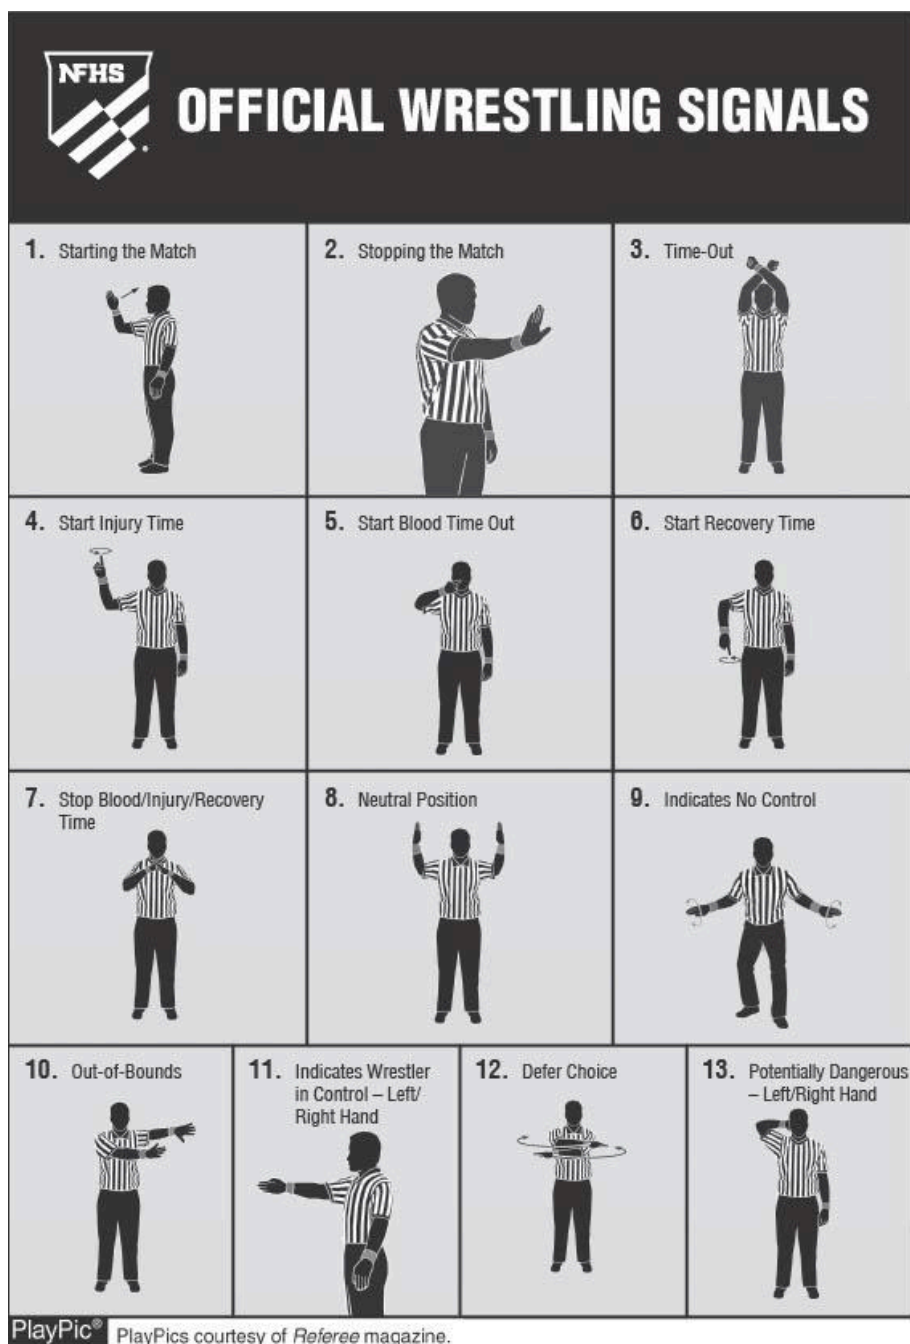 NFHS
OFFICIAL WRESTLING SIGNALS
1. Starting the Match
2. Stopping the Match
3. Time-Out
4. Start Injury Time
5. Start Blood Time Out
6. Start Recovery Time
7. Stop Blood/Injury/Recovery
Time
8. Neutral Position
9. Indicates No Control
10. Out-of-Bounds
11. Indicates Wrestler
in Control – Left/
Right Hand
12. Defer Choice
13. Potentially Dangerous
– Left/Right Hand
PlayPic® PlayPics courtesy of Referee magazine.